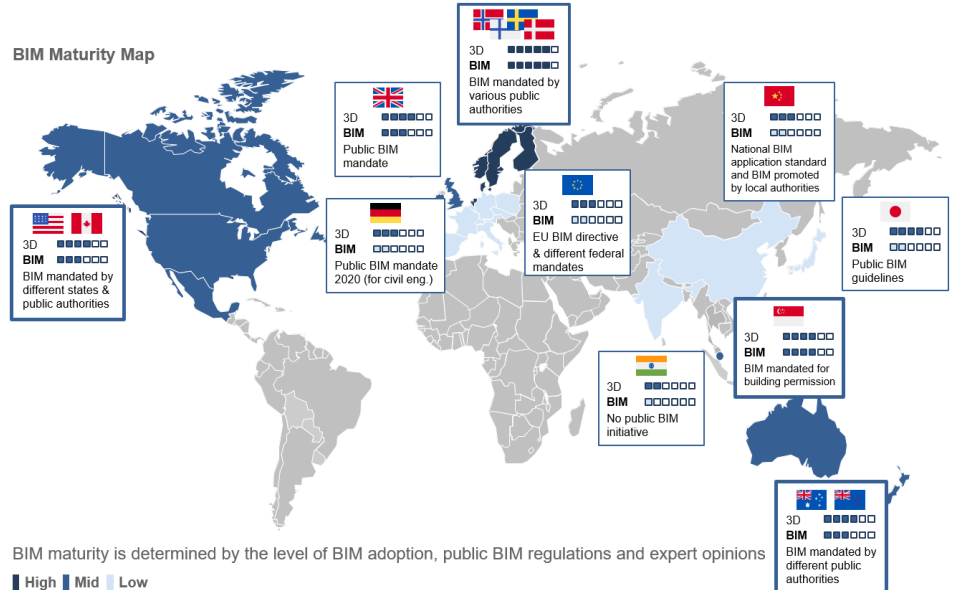 BIM Maturity Map
3D
BIM
BIM mandated by
various public
authorities
3D
BIM
Public BIM
mandate
3D
BIM
National BIM
application standard
and BIM promoted
by local authorities
3D
BIM
BIM mandated by
different states &
public authorities
3D
BIM
Public BIM mandate
2020 (for civil eng.)
3D
BIM
EU BIM directive
& different federal
mandates
3D
BIM
Public BIM
guidelines
3D
BIM
BIM mandated for
building permission
3D
BIM
No public BIM
initiative
3D
BIM
BIM mandated by
different public
authorities
BIM maturity is determined by the level of BIM adoption, public BIM regulations and expert opinions
High Mid Low